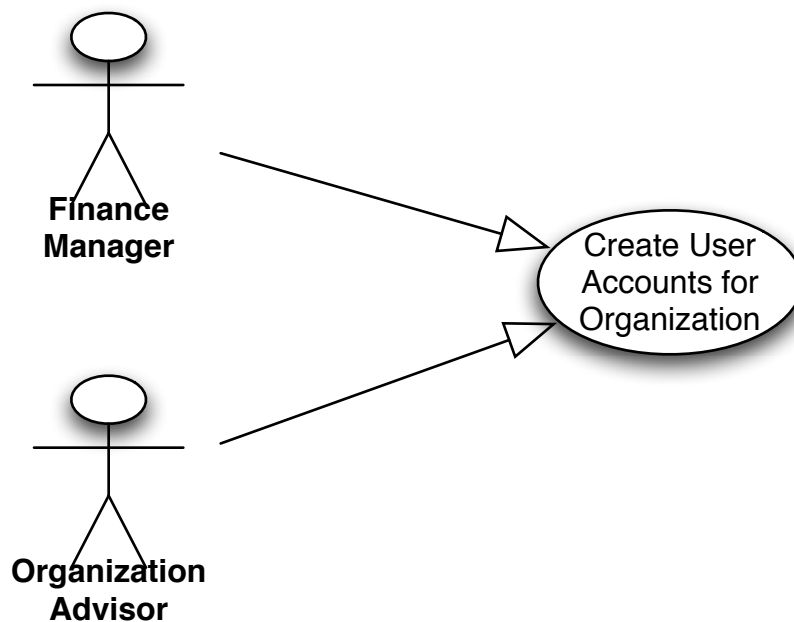 Finance
Manager
Create User
Accounts for
Organization
Organization
Advisor